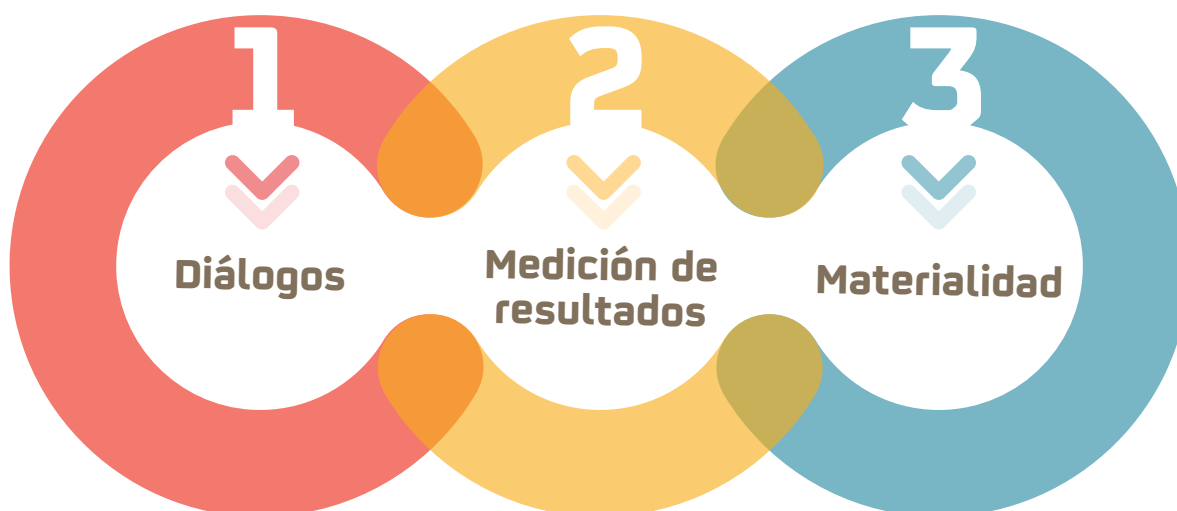 1
Diálogos
2
Medición de
resultados
3
Materialidad